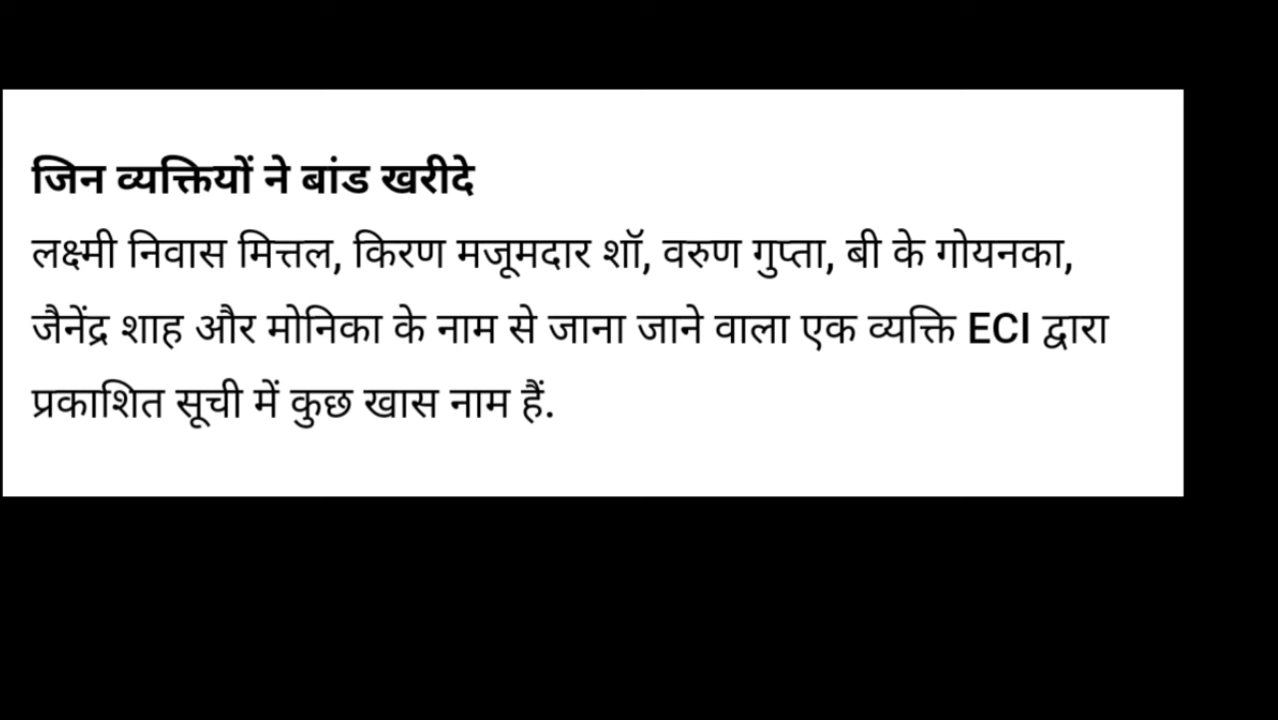 जिन व्यक्तियों ने बांड खरीदे
लक्ष्मी निवास मित्तल, किरण मजूमदार शॉ, वरुण गुप्ता, बी के गोयनका,
जैनेंद्र शाह और मोनिका के नाम से जाना जाने वाला एक व्यक्ति ECI द्वारा
प्रकाशित सूची में कुछ खास नाम हैं.